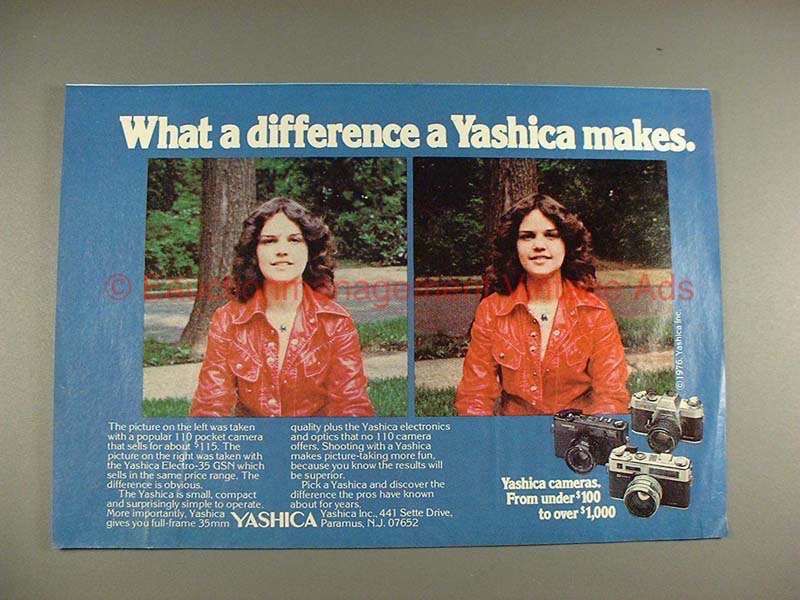 What a difference a Yashica makes.
The picture on the left was taken
with a popular 110 pocket camera
that sells for about $115. The
picture on the right was taken with
the Yashica Electro-35 GSN which
sells in the same price range. The
difference is obvious.
The Yashica is small, compact
and surprisingly simple to operate.
More importantly, Yashica
gives you full-frame 35mm
quality plus the Yashica electronics
and optics that no 110 camera
offers. Shooting with a Yashica
makes picture-taking more fun,
because you know the results will
be superior.
Pick a Yashica and discover the
difference the pros have known
about for years.
YASHICA
Yashica Inc., 441 Sette Drive,
Paramus, N.J. 07652
Yashica cameras.
From under $100
to over $1,000
© 1976, Yashica Inc.